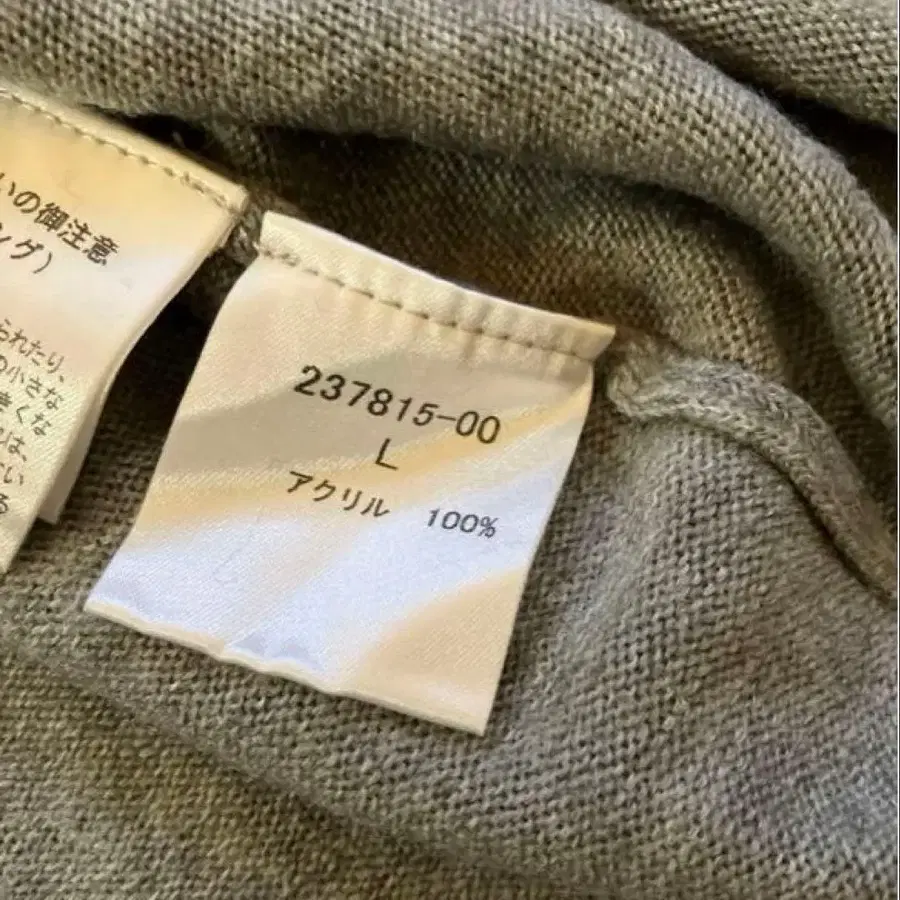 いの御注意
ング）
られたり、
の小さな
きくな
は、
い
る
237815-00
L
アクリル 100%